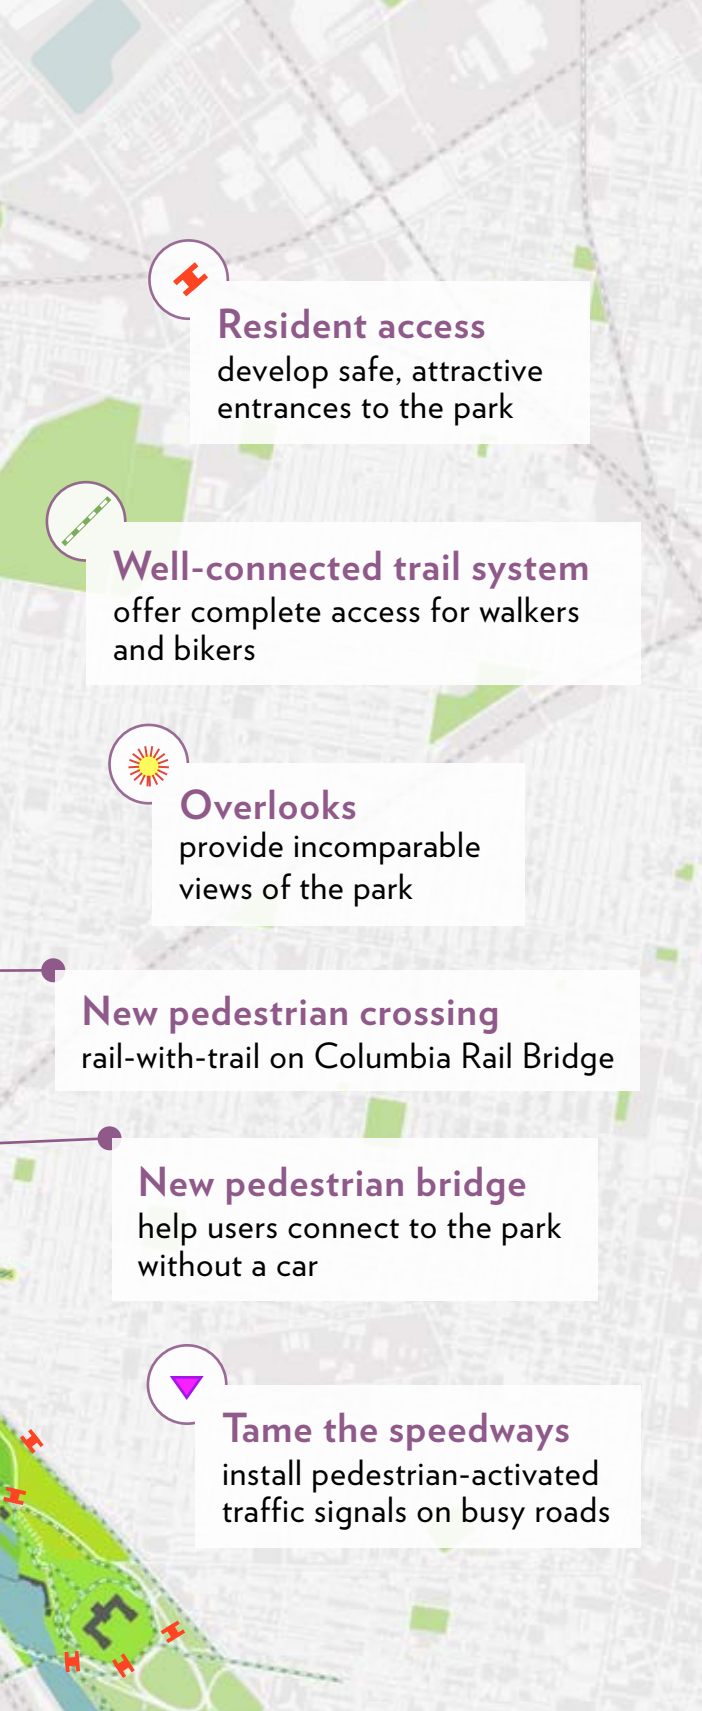 Resident access
develop safe, attractive
entrances to the park
Well-connected trail system
offer complete access for walkers
and bikers
Overlooks
provide incomparable
views of the park
New pedestrian crossing
rail-with-trail on Columbia Rail Bridge
New pedestrian bridge
help users connect to the park
without a car
Tame the speedways
install pedestrian-activated
traffic signals on busy roads